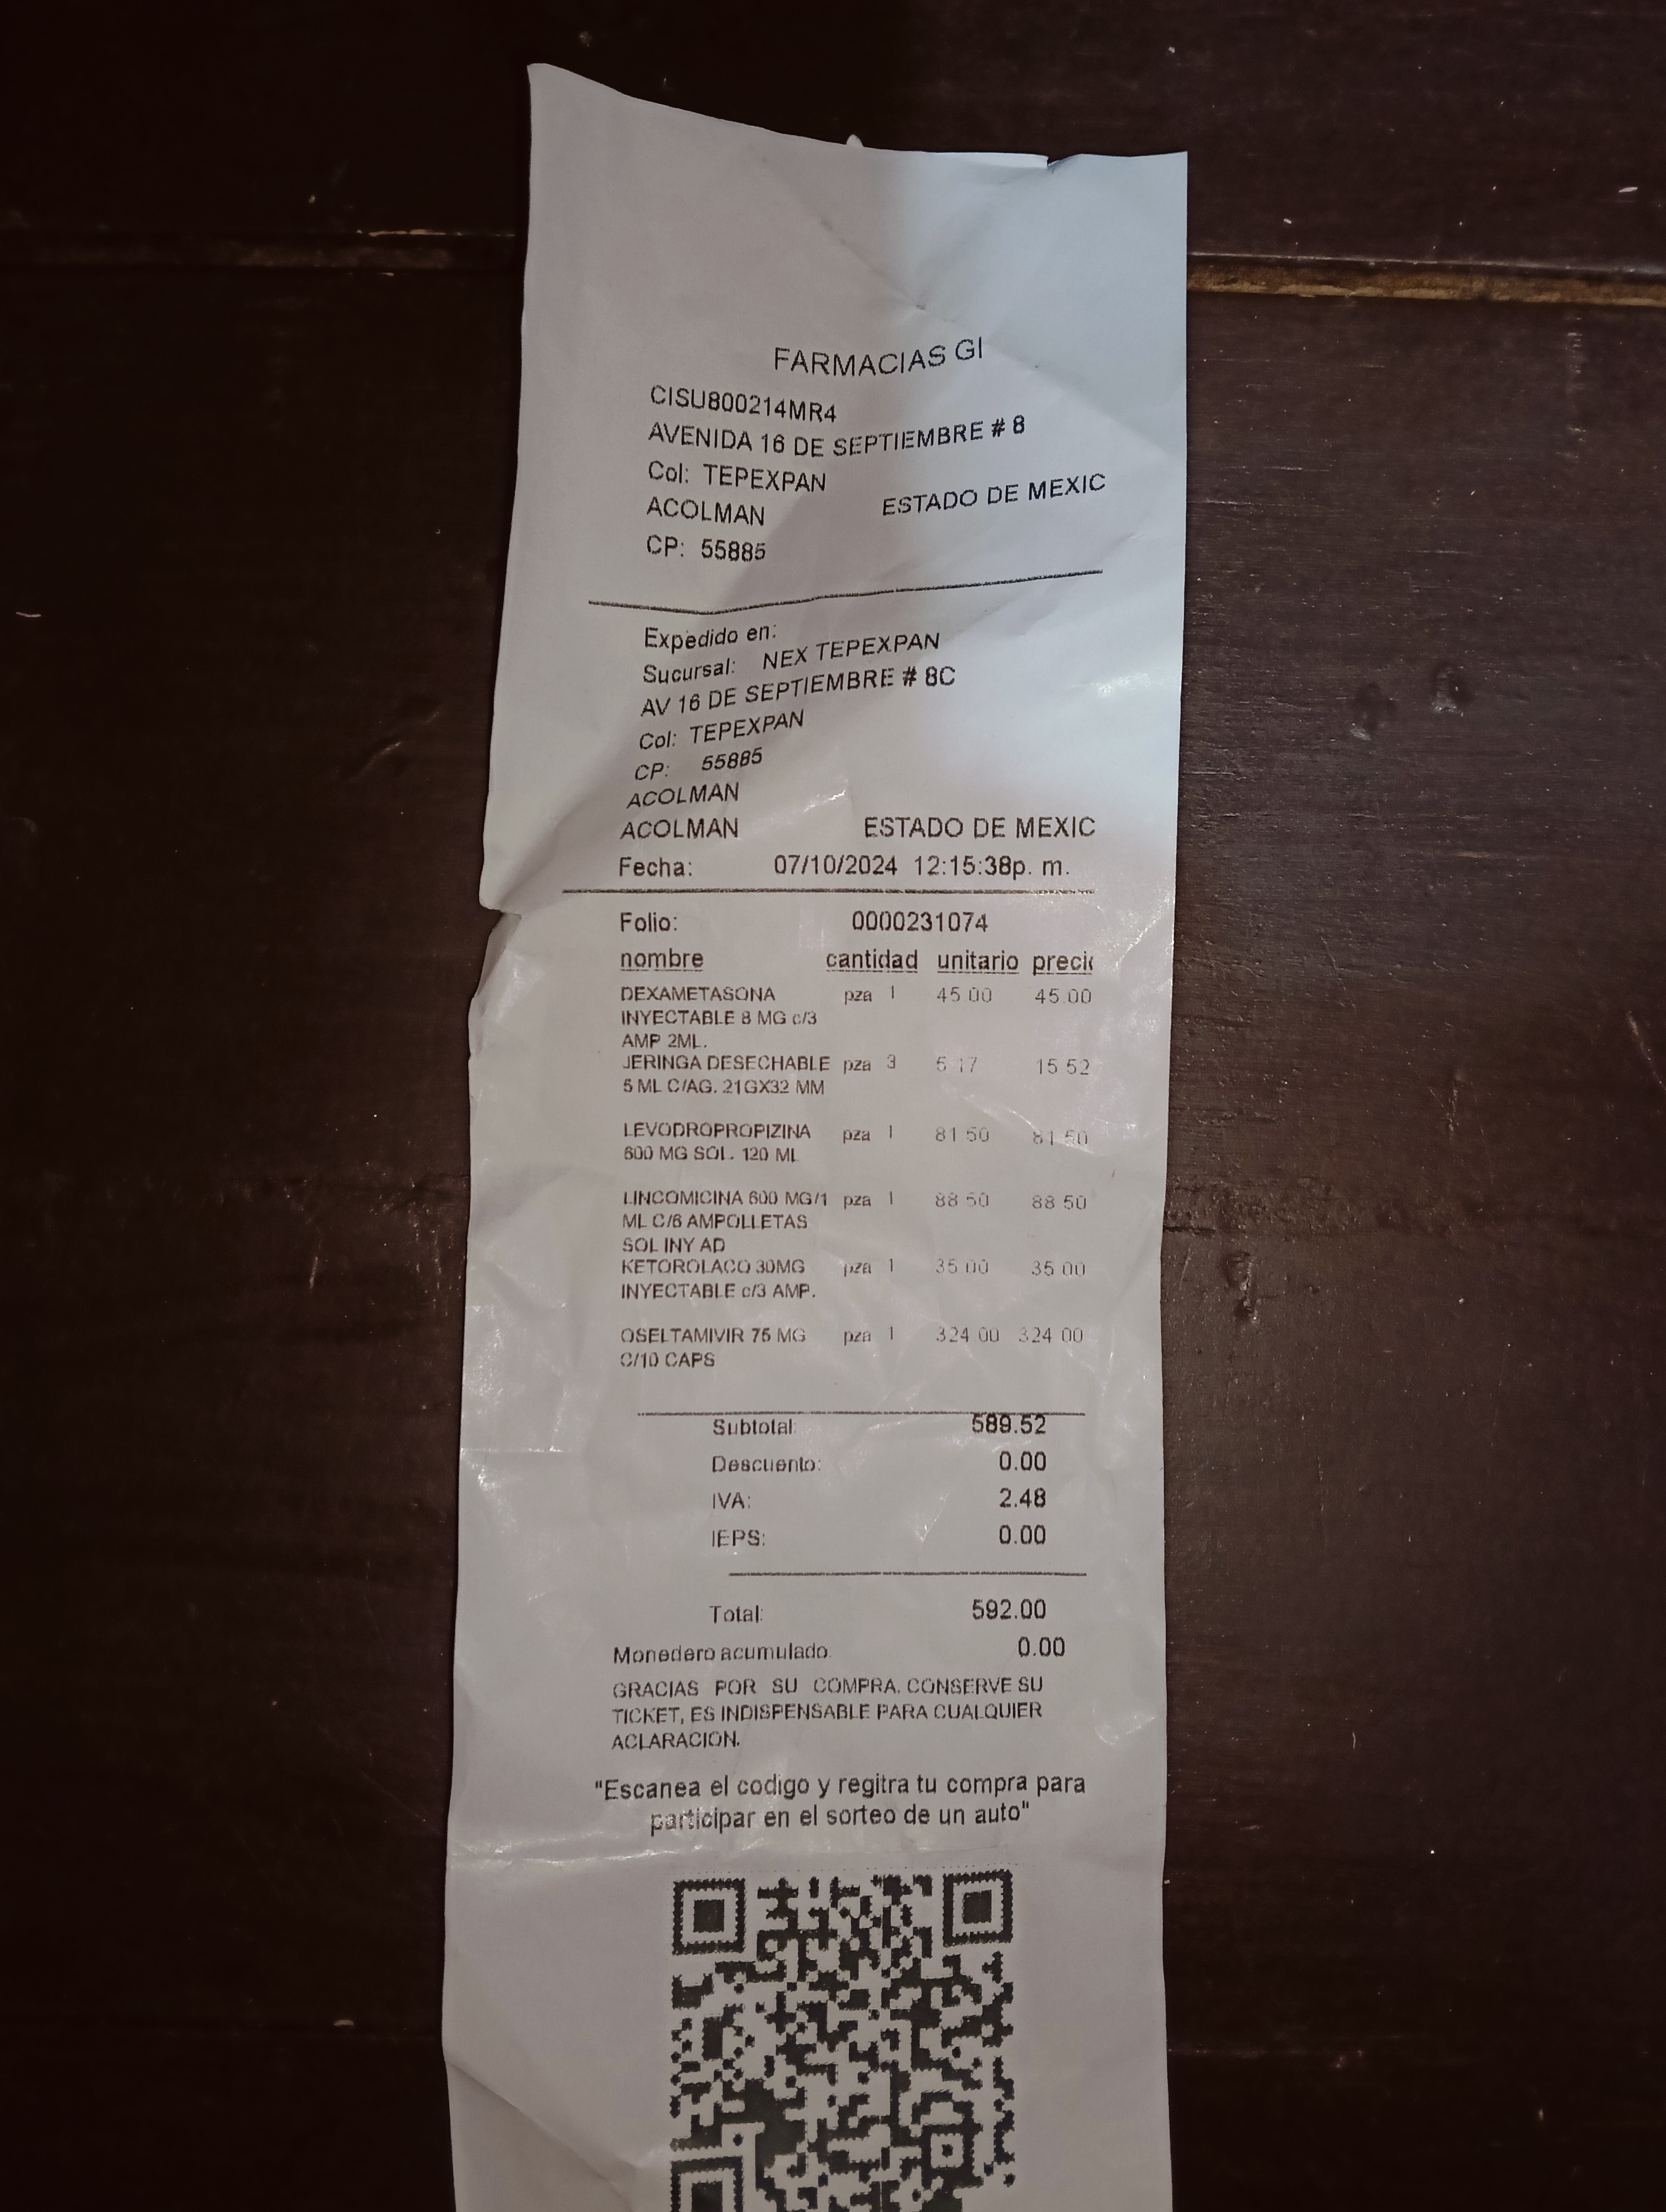 FARMACIAS GI
CISU800214MR4
AVENIDA 16 DE SEPTIEMBRE # 8
Col: TEPEXPAN
ACOLMAN ESTADO DE MEXIC
CP: 55885
Expedido en:
Sucursal: NEX TEPEXPAN
AV 16 DE SEPTIEMBRE # 8C
Col: TEPEXPAN
CP: 55885
ACOLMAN
ACOLMAN ESTADO DE MEXIC
Fecha: 07/10/2024 12:15:38p. m.
Folio: 0000231074
nombre cantidad unitario preci
DEXAMETASONA pza 1 45.00 45.00
INYECTABLE 8 MG c/3
AMP 2ML.
JERINGA DESECHABLE pza 3 5.17 15.52
5 ML C/AG. 21GX32 MM
LEVODROPROPIZINA pza 1 81.50 81.50
600 MG SOL. 120 ML
LINCOMICINA 600 MG/1 pza 1 88.50 88.50
ML C/6 AMPOLLETAS
SOL INY AD
KETOROLACO 30MG pza 1 35.00 35.00
INYECTABLE c/3 AMP.
OSELTAMIVIR 75 MG pza 1 324.00 324.00
C/10 CAPS
Subtotal: 589.52
Descuento: 0.00
IVA: 2.48
IEPS: 0.00
Total: 592.00
Monedero acumulado 0.00
GRACIAS POR SU COMPRA. CONSERVE SU
TICKET, ES INDISPENSABLE PARA CUALQUIER
ACLARACION.
"Escanea el codigo y regitra tu compra para
participar en el sorteo de un auto"